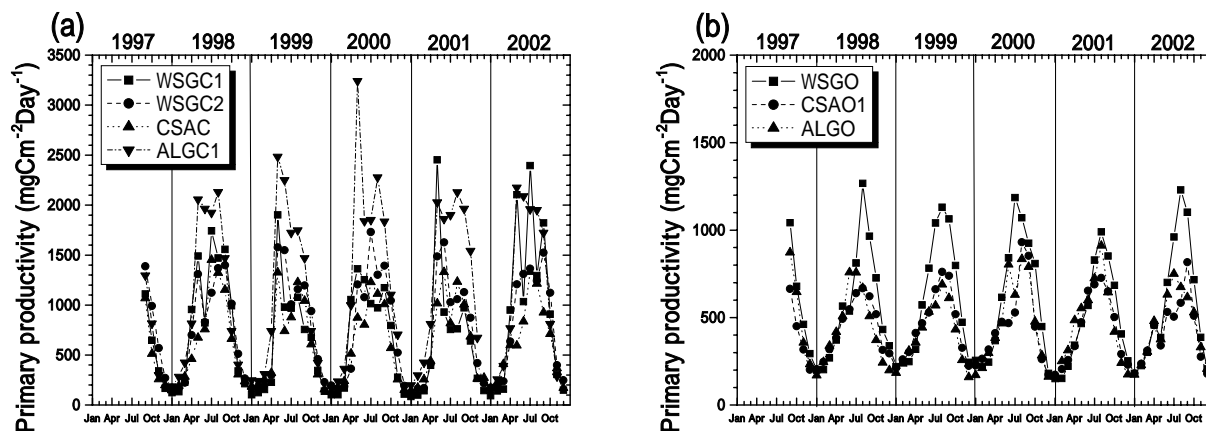 (a)
1997 1998 1999 2000 2001 2002
Primary productivity (mgCm⁻²Day⁻¹)
3500
3000
2500
2000
1500
1000
500
0
WSGC1
WSGC2
CSAC
ALGC1
Jan Apr Jul Oct Jan Apr Jul Oct Jan Apr Jul Oct Jan Apr Jul Oct Jan Apr Jul Oct Jan Apr Jul Oct
(b)
1997 1998 1999 2000 2001 2002
Primary productivity (mgCm⁻²Day⁻¹)
2000
1500
1000
500
0
WSGO
CSAO1
ALGO
Jan Apr Jul Oct Jan Apr Jul Oct Jan Apr Jul Oct Jan Apr Jul Oct Jan Apr Jul Oct Jan Apr Jul Oct